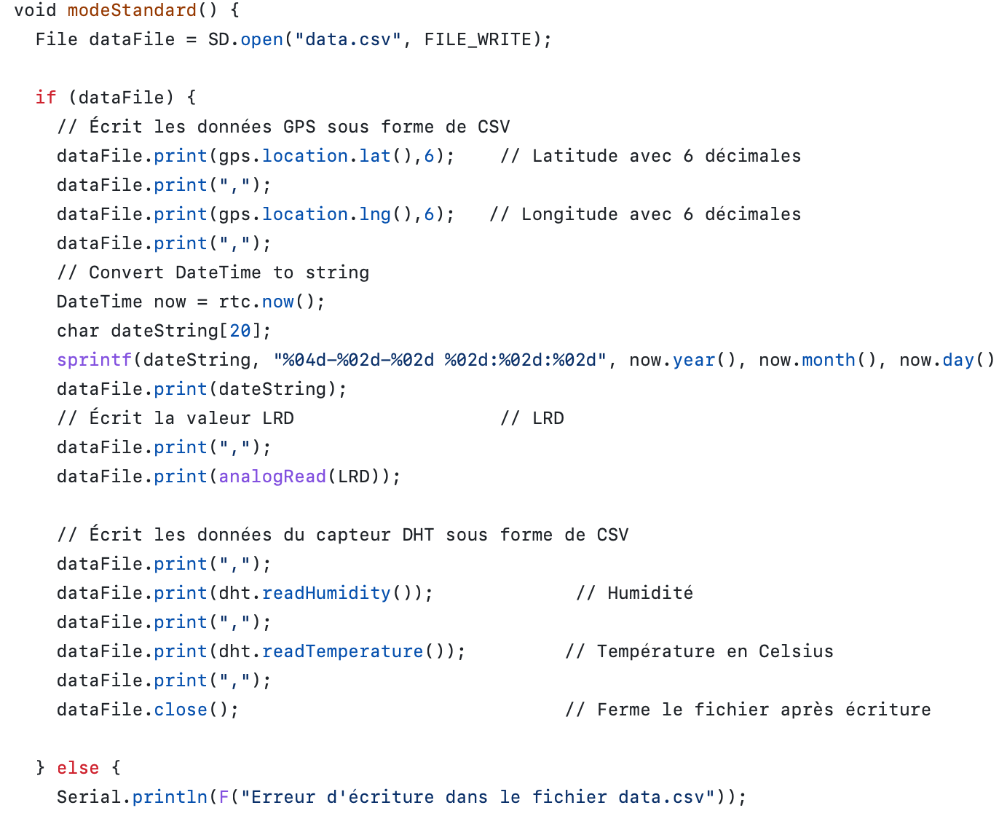 void modeStandard() {
  File dataFile = SD.open("data.csv", FILE_WRITE);

  if (dataFile) {
    // Écrit les données GPS sous forme de CSV
    dataFile.print(gps.location.lat(),6);    // Latitude avec 6 décimales
    dataFile.print(",");
    dataFile.print(gps.location.lng(),6);   // Longitude avec 6 décimales
    dataFile.print(",");
    // Convert DateTime to string
    DateTime now = rtc.now();
    char dateString[20];
    sprintf(dateString, "%04d-%02d-%02d %02d:%02d:%02d", now.year(), now.month(), now.day()
    dataFile.print(dateString);
    // Écrit la valeur LRD                   // LRD
    dataFile.print(",");
    dataFile.print(analogRead(LRD));

    // Écrit les données du capteur DHT sous forme de CSV
    dataFile.print(",");
    dataFile.print(dht.readHumidity());             // Humidité
    dataFile.print(",");
    dataFile.print(dht.readTemperature());         // Température en Celsius
    dataFile.print(",");
    dataFile.close();                              // Ferme le fichier après écriture

  } else {
    Serial.println(F("Erreur d'écriture dans le fichier data.csv"));